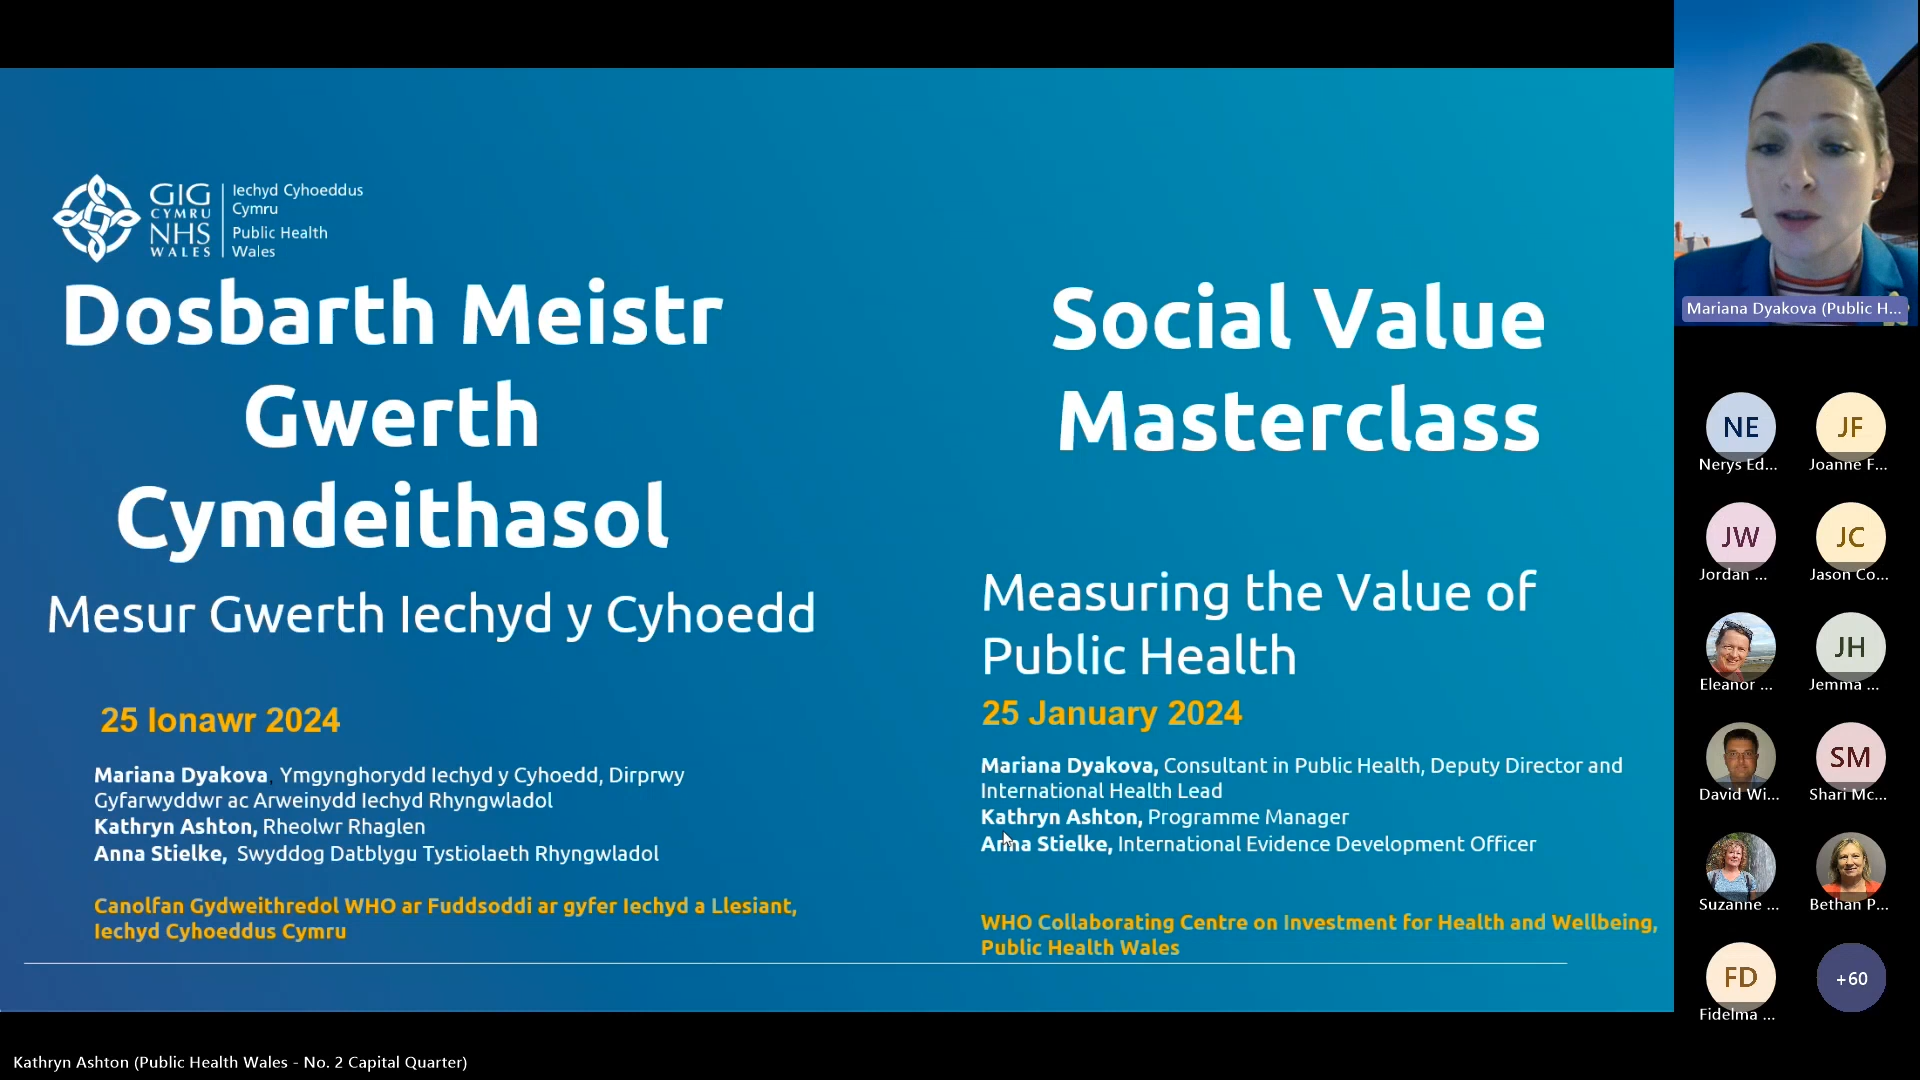 GIG
CYMRU
NHS
WALES
Iechyd Cyhoeddus
Cymru
Public Health
Wales
Dosbarth Meistr
Gwerth
Cymdeithasol
Mesur Gwerth Iechyd y Cyhoedd
25 Ionawr 2024
Mariana Dyakova, Ymgynghorydd Iechyd y Cyhoedd, Dirprwy
Gyfarwyddwr ac Arweinydd Iechyd Rhyngwladol
Kathryn Ashton, Rheolwr Rhaglen
Anna Stielke, Swyddog Datblygu Tystiolaeth Rhyngwladol
Canolfan Gydweithredol WHO ar Fuddsoddi ar gyfer Iechyd a Llesiant,
Iechyd Cyhoeddus Cymru
Social Value
Masterclass
Measuring the Value of
Public Health
25 January 2024
Mariana Dyakova, Consultant in Public Health, Deputy Director and
International Health Lead
Kathryn Ashton, Programme Manager
Anna Stielke, International Evidence Development Officer
WHO Collaborating Centre on Investment for Health and Wellbeing,
Public Health Wales
Mariana Dyakova (Public H...
NE
Nerys Ed...
JF
Joanne F...
JW
Jordan ...
JC
Jason Co...
Eleanor ...
JH
Jemma ...
David Wi...
SM
Shari Mc...
Suzanne ...
Bethan P...
FD
Fidelma ...
+60
Kathryn Ashton (Public Health Wales - No. 2 Capital Quarter)